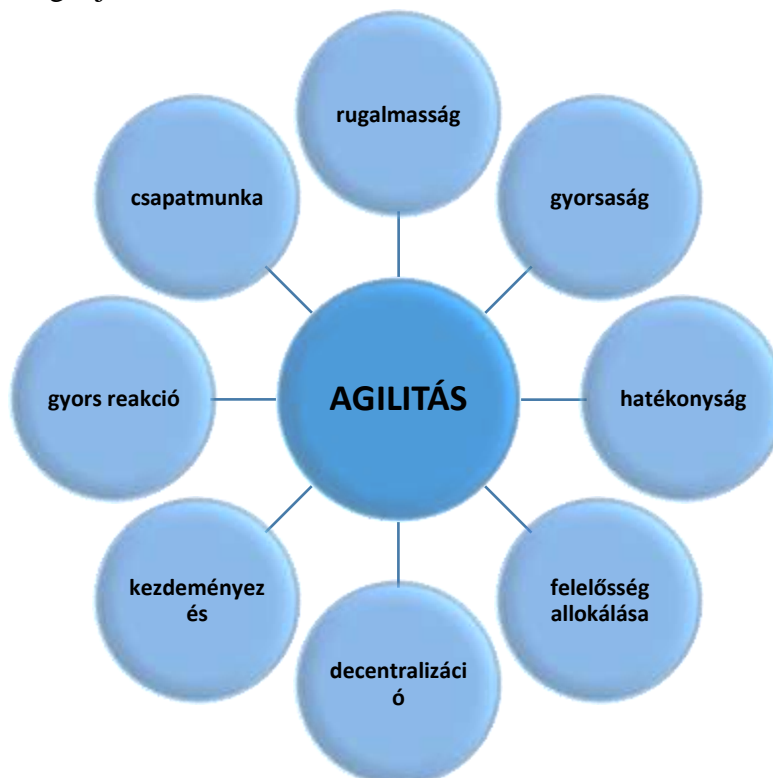 rugalmasság
csapatmunka
gyorsaság
gyors reakció
AGILITÁS
hatékonyság
kezdeményez
és
felelősség
allokálása
decentralizáci
ó